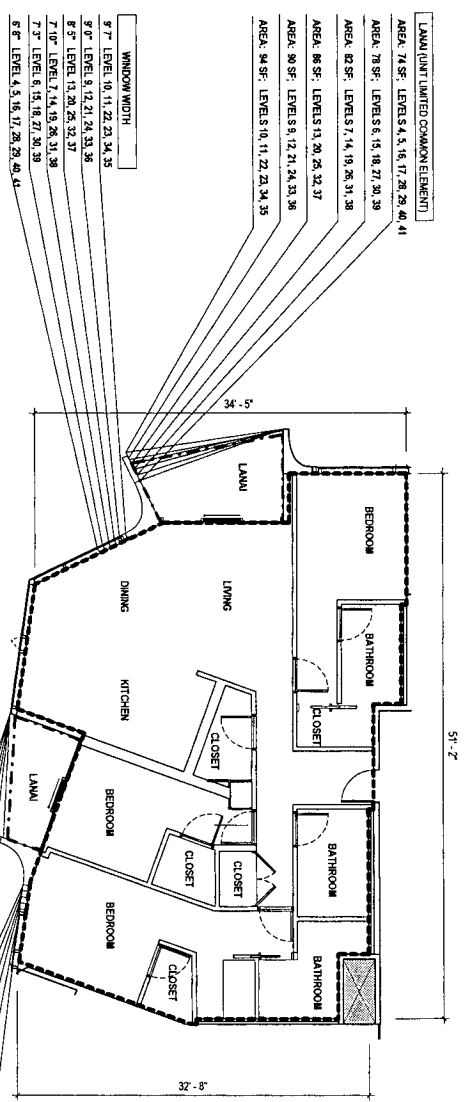 LANAI (UNIT LIMITED COMMON ELEMENT)
AREA: 74 SF; LEVELS 4, 5, 16, 17, 28, 29, 40, 41
AREA: 78 SF; LEVELS 6, 15, 18, 27, 30, 39
AREA: 82 SF; LEVELS 7, 14, 19, 26, 31, 38
AREA: 86 SF; LEVELS 13, 20, 25, 32, 37
AREA: 90 SF; LEVELS 9, 12, 21, 24, 33, 36
AREA: 94 SF; LEVELS 10, 11, 22, 23, 34, 35
WINDOW WIDTH
9' 7" LEVEL 10, 11, 22, 23, 34, 35
9' 0" LEVEL 9, 12, 21, 24, 33, 36
8' 5" LEVEL 13, 20, 25, 32, 37
7' 10" LEVEL 7, 14, 19, 26, 31, 38
7' 3" LEVEL 6, 15, 18, 27, 30, 39
6' 8" LEVEL 4, 5, 16, 17, 28, 29, 40, 41
34' - 5"
51' - 2"
32' - 8"
LANAI
BEDROOM
BATHROOM
CLOSET
LIVING
DINING
KITCHEN
CLOSET
LANAI
BEDROOM
CLOSET
CLOSET
BATHROOM
BEDROOM
CLOSET
BATHROOM